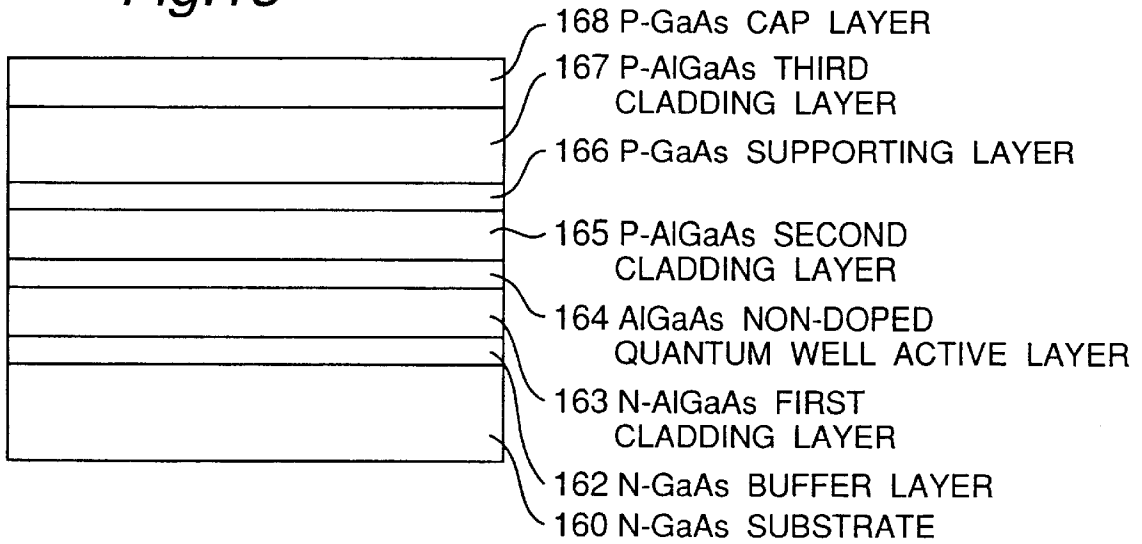 168 P-GaAs CAP LAYER
167 P-AlGaAs THIRD
CLADDING LAYER
166 P-GaAs SUPPORTING LAYER
165 P-AlGaAs SECOND
CLADDING LAYER
164 AlGaAs NON-DOPED
QUANTUM WELL ACTIVE LAYER
163 N-AlGaAs FIRST
CLADDING LAYER
162 N-GaAs BUFFER LAYER
160 N-GaAs SUBSTRATE